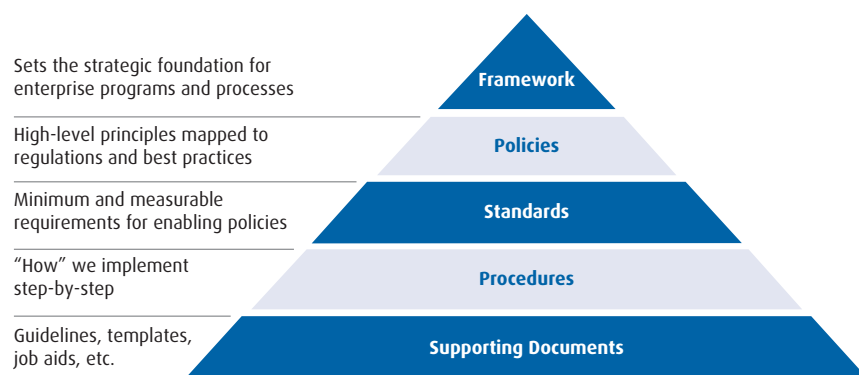 Sets the strategic foundation for
enterprise programs and processes
Framework
High-level principles mapped to
regulations and best practices
Policies
Minimum and measurable
requirements for enabling policies
Standards
“How” we implement
step-by-step
Procedures
Guidelines, templates,
job aids, etc.
Supporting Documents